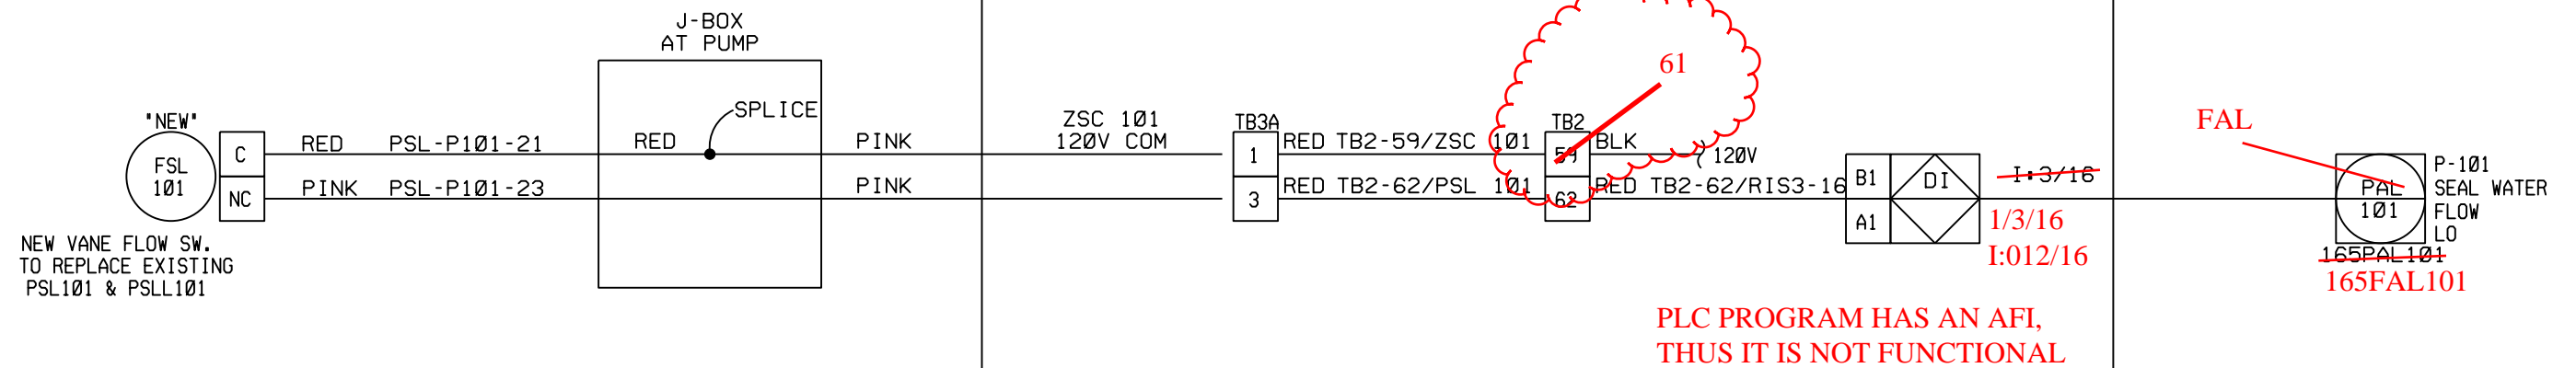 J-BOX
AT PUMP
"NEW"
FSL
101
C
NC
RED PSL-P101-21
PINK PSL-P101-23
NEW VANE FLOW SW.
TO REPLACE EXISTING
PSL101 & PSLL101
SPLICE
RED
PINK
PINK
ZSC 101
120V COM
TB3A
1
3
RED TB2-59/ZSC 101
RED TB2-62/PSL 101
61
TB2
59
62
BLK
120V
RED TB2-62/RIS3-16
B1
A1
DI
I:3/16
1/3/16
I:012/16
PLC PROGRAM HAS AN AFI,
THUS IT IS NOT FUNCTIONAL
FAL
PAL
101
P-101
SEAL WATER
FLOW
LO
165PAL101
165FAL101